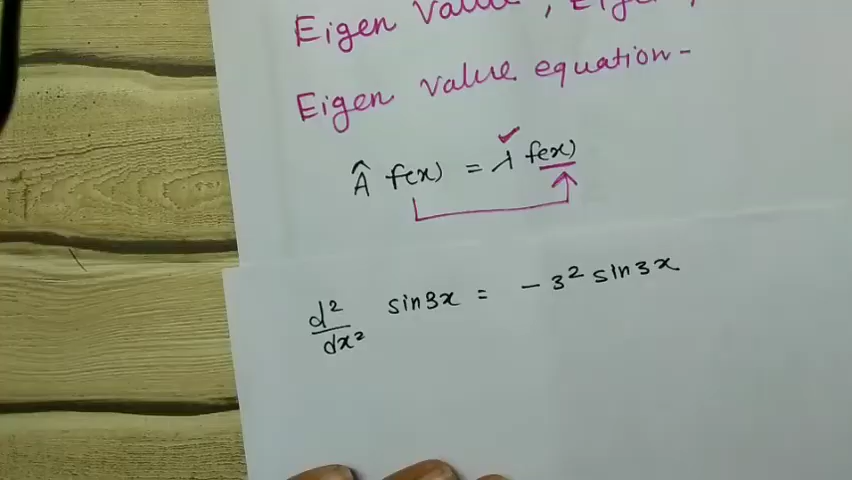 Eigen Value,
Eigen value equation-
Â f(x) = λ f(x)
d²/dx² sin3x = - 3² sin3x